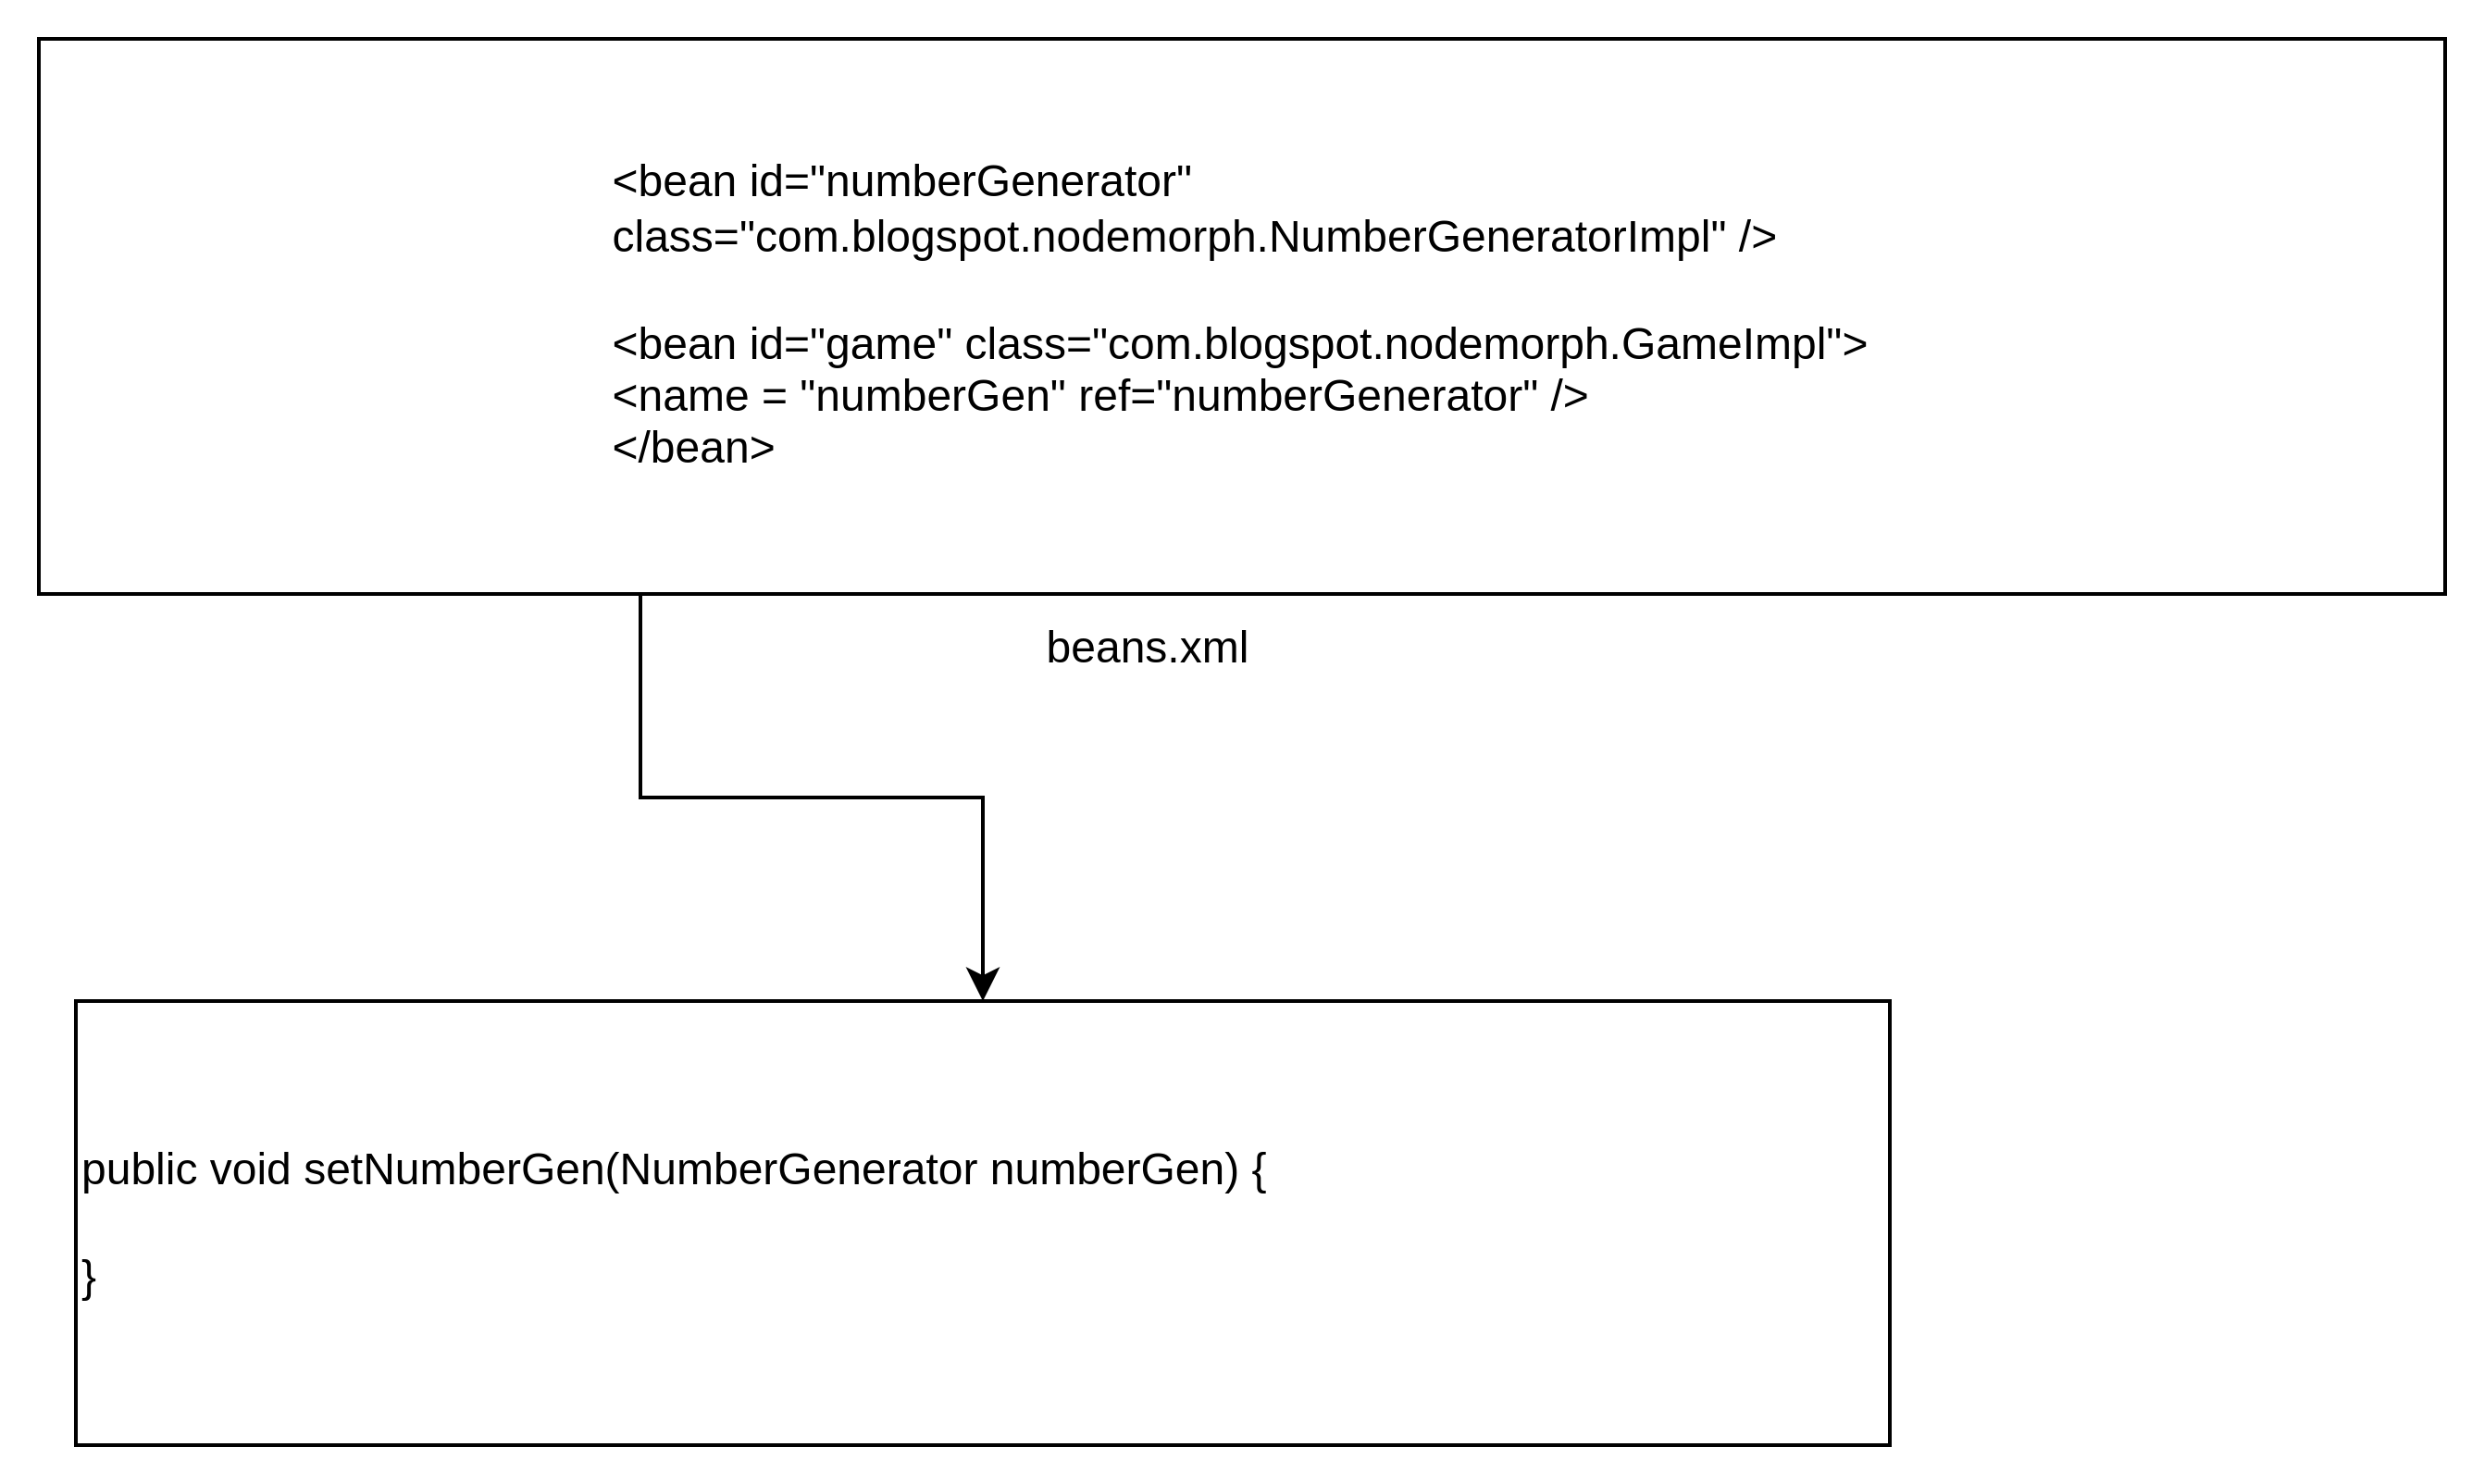 <bean id="numberGenerator"
class="com.blogspot.nodemorph.NumberGeneratorImpl" />
<bean id="game" class="com.blogspot.nodemorph.GameImpl">
<name = "numberGen" ref="numberGenerator" />
</bean>
beans.xml
public void setNumberGen(NumberGenerator numberGen) {
}